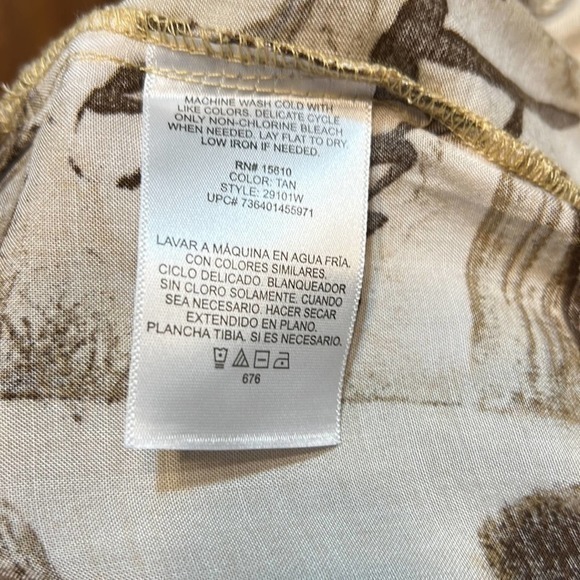 MACHINE WASH COLD WITH
LIKE COLORS. DELICATE CYCLE
ONLY NON-CHLORINE BLEACH
WHEN NEEDED. LAY FLAT TO DRY.
LOW IRON IF NEEDED.
RN# 15610
COLOR: TAN
STYLE: 29101W
UPC# 736401455971
LAVAR A MÁQUINA EN AGUA FRÍA.
CON COLORES SIMILARES.
CICLO DELICADO. BLANQUEADOR
SIN CLORO SOLAMENTE. CUANDO
SEA NECESARIO. HACER SECAR
EXTENDIDO EN PLANO.
PLANCHA TIBIA. SI ES NECESARIO.
676